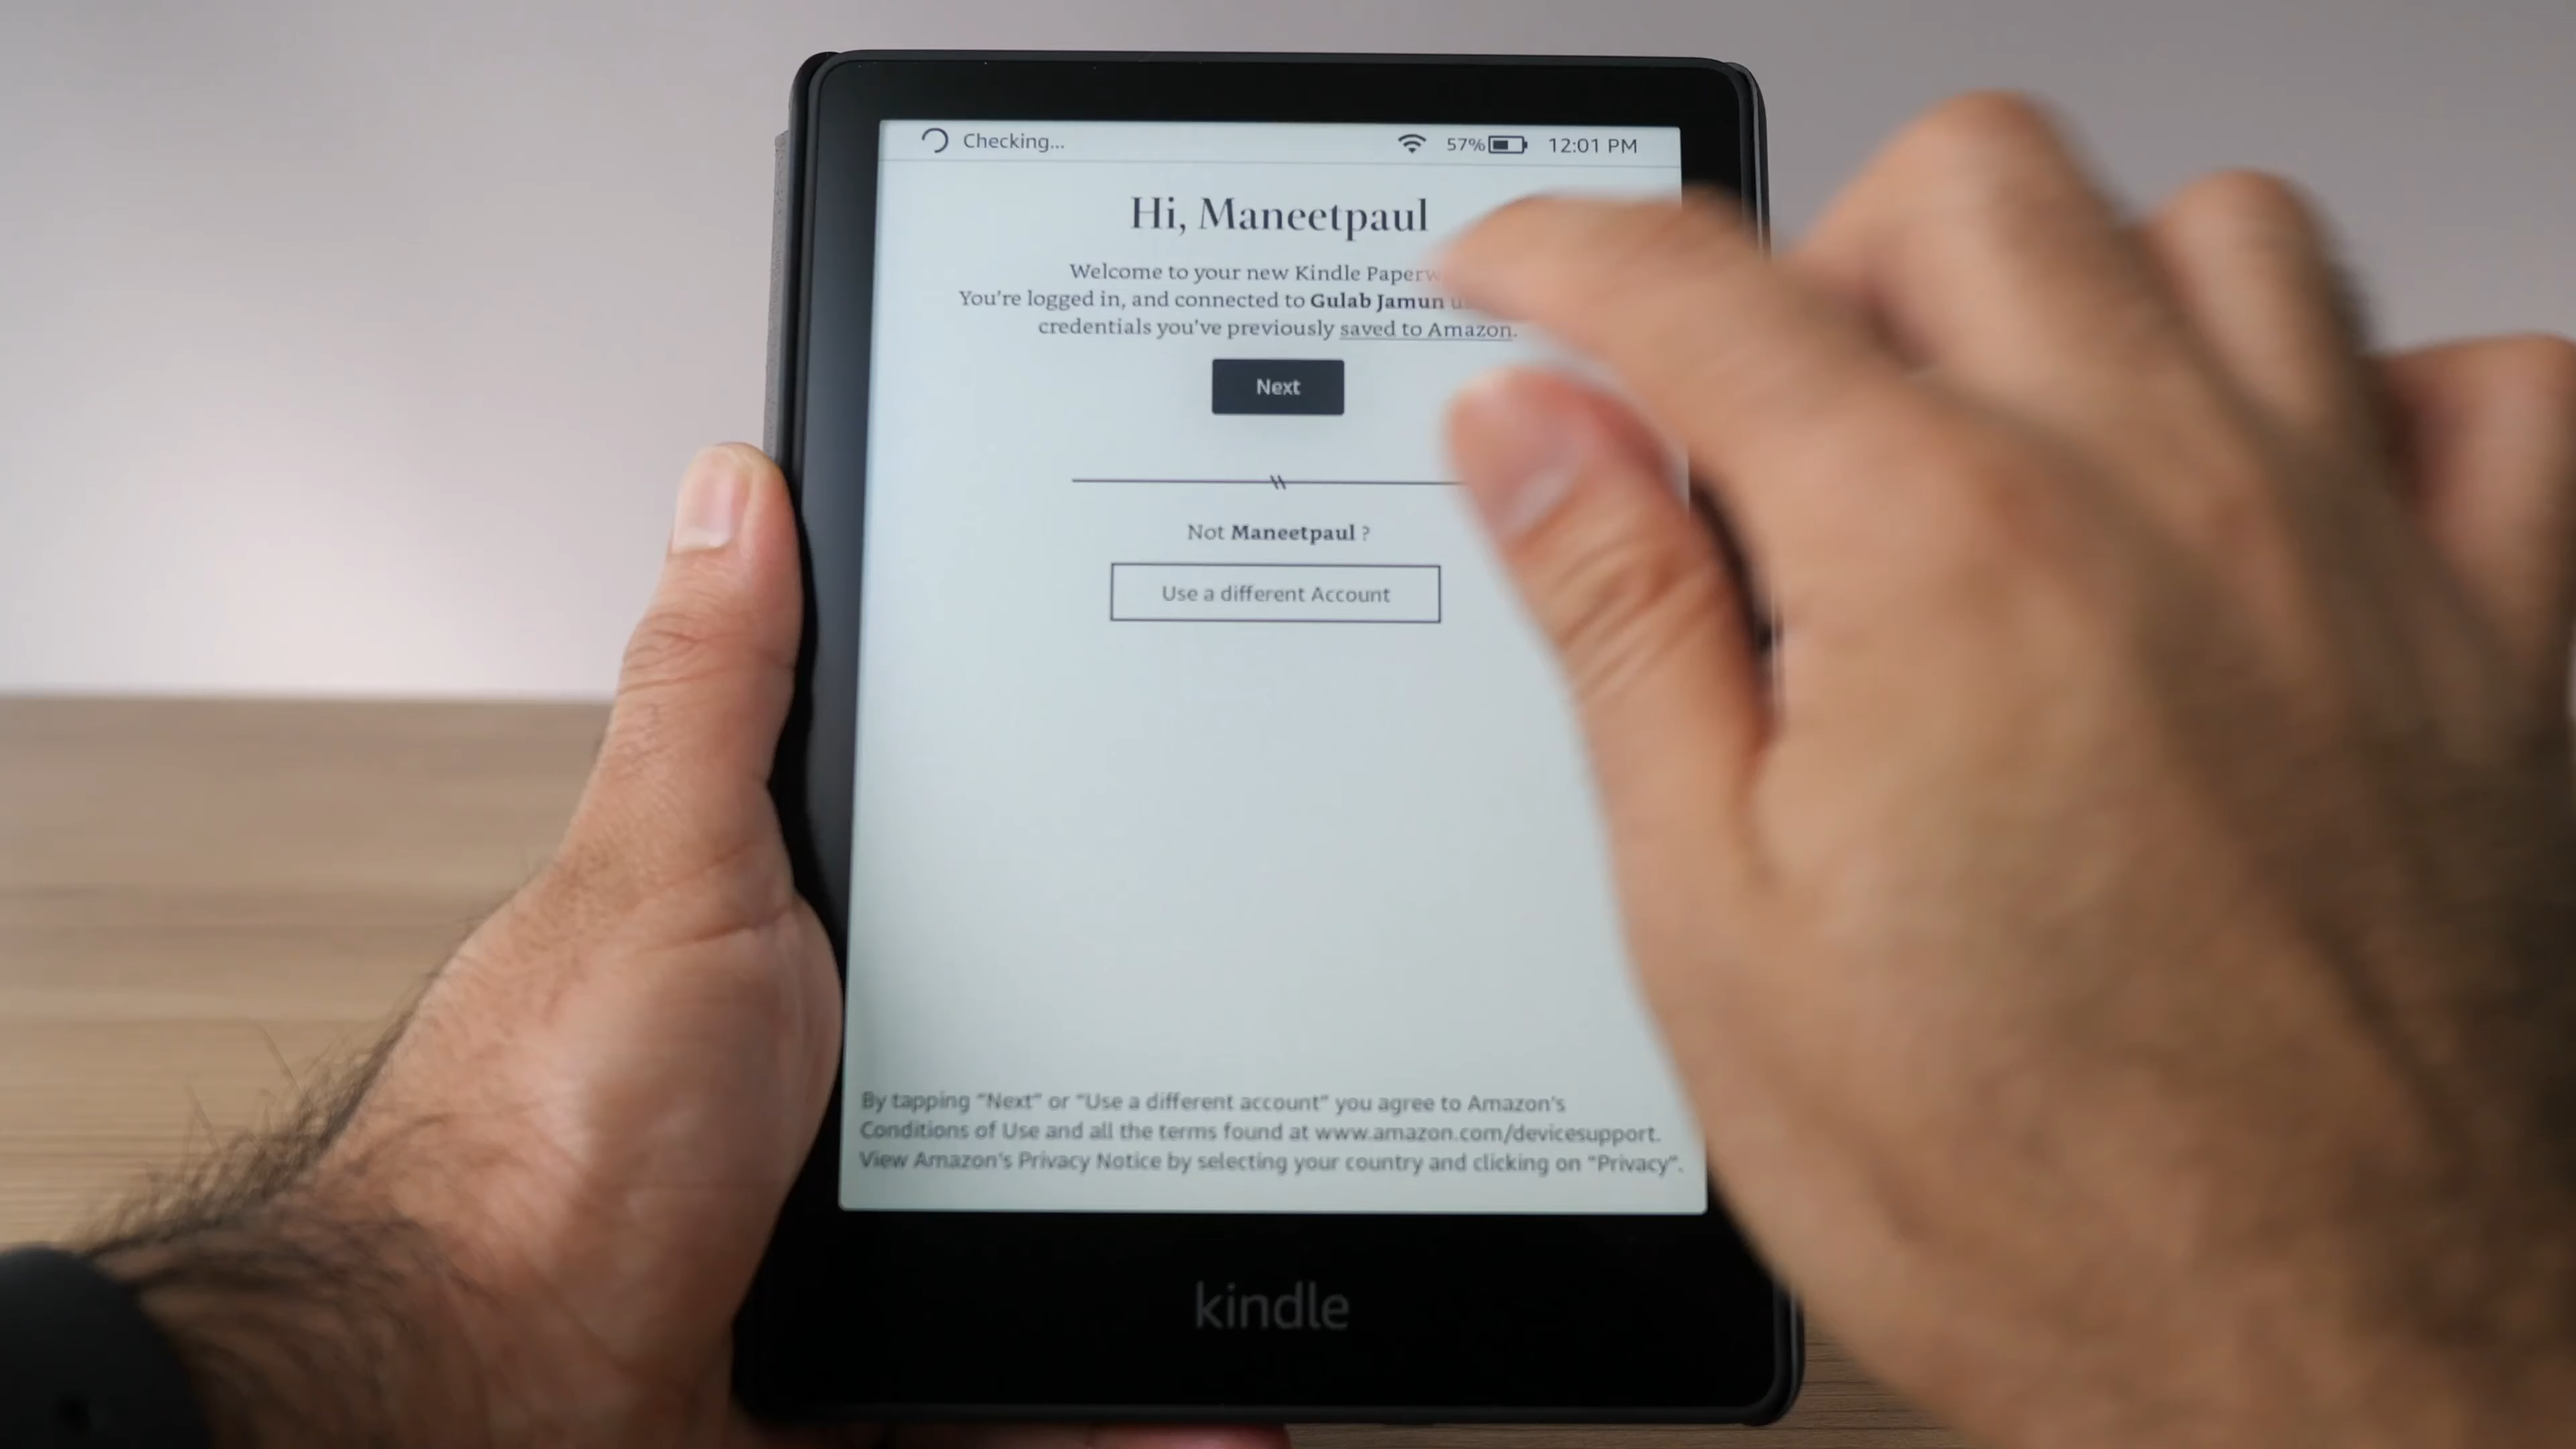 Checking...
57%
12:01 PM
Hi, Maneetpaul
Welcome to your new Kindle
You're logged in, and connected to Gulab Jamun
credentials you've previously saved to Amazon.
Next
Not Maneetpaul ?
Use a different Account
By tapping "Next" or "Use a different account" you agree to Amazon's
Conditions of Use and all the terms found at www.amazon.com/devicesupport.
View Amazon's Privacy Notice by selecting your country and clicking on "Privacy".
kindle